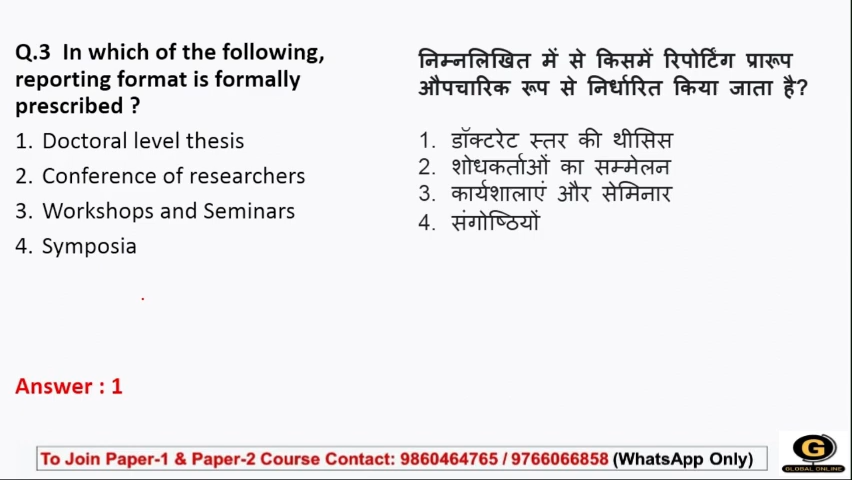 Q.3 In which of the following,
reporting format is formally
prescribed ?
1. Doctoral level thesis
2. Conference of researchers
3. Workshops and Seminars
4. Symposia
Answer : 1
निम्नलिखित में से किसमें रिपोर्टिंग प्रारूप
औपचारिक रूप से निर्धारित किया जाता है?
1. डॉक्टरेट स्तर की थीसिस
2. शोधकर्ताओं का सम्मेलन
3. कार्यशालाएं और सेमिनार
4. संगोष्ठियों
To Join Paper-1 & Paper-2 Course Contact: 9860464765 / 9766066858 (WhatsApp Only)
G
GLOBAL ONLINE